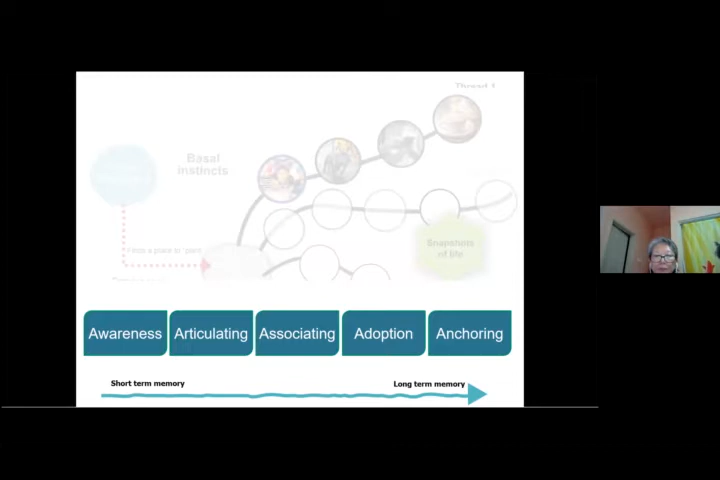 Thread 1
Basal
instincts
Snapshots
of life
Awareness
Articulating
Associating
Adoption
Anchoring
Short term memory
Long term memory